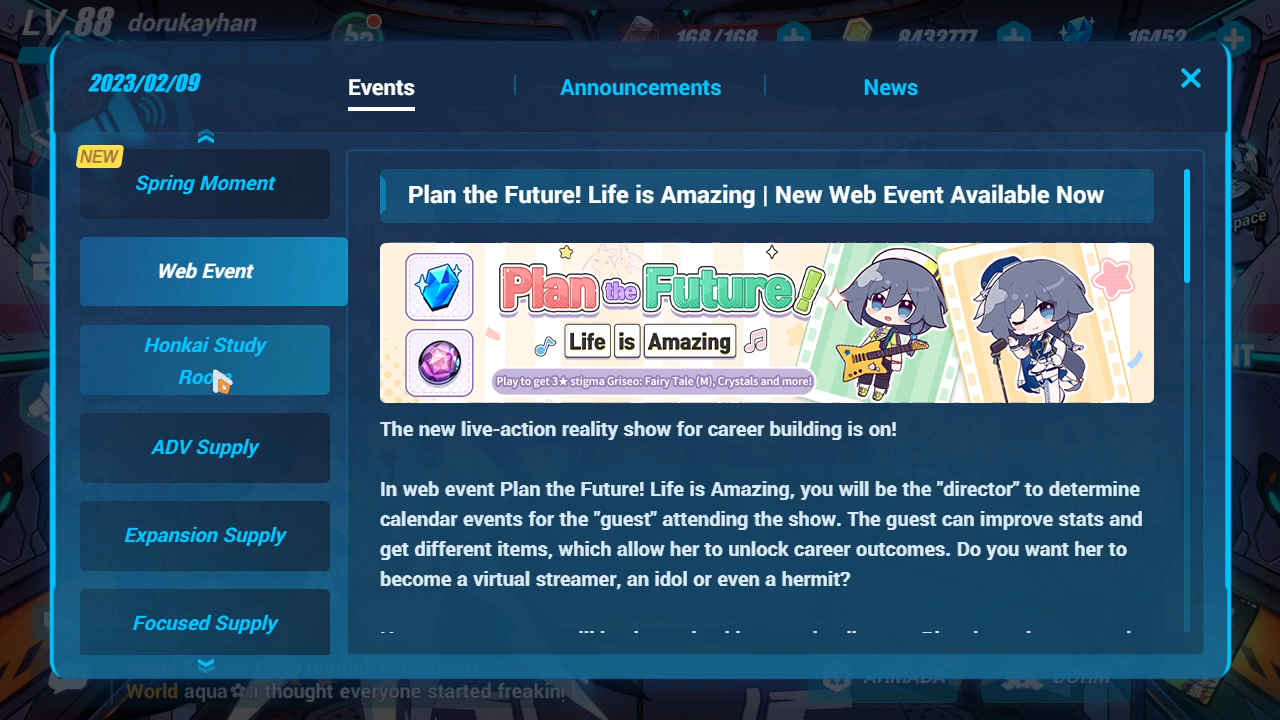 LV.88 dorukayhan
168/168
8432777
16452
2023/02/09
Events
Announcements
News
NEW
Spring Moment
Web Event
Honkai Study
ADV Supply
Expansion Supply
Focused Supply
Plan the Future! Life is Amazing | New Web Event Available Now
Plan the Future!
Life is Amazing
Play to get 3★ stigma Griseo: Fairy Tale (M), Crystals and more!
The new live-action reality show for career building is on!
In web event Plan the Future! Life is Amazing, you will be the "director" to determine
calendar events for the "guest" attending the show. The guest can improve stats and
get different items, which allow her to unlock career outcomes. Do you want her to
become a virtual streamer, an idol or even a hermit?
World aqua✿:i thought everyone started freakin
ARMADA
DORM